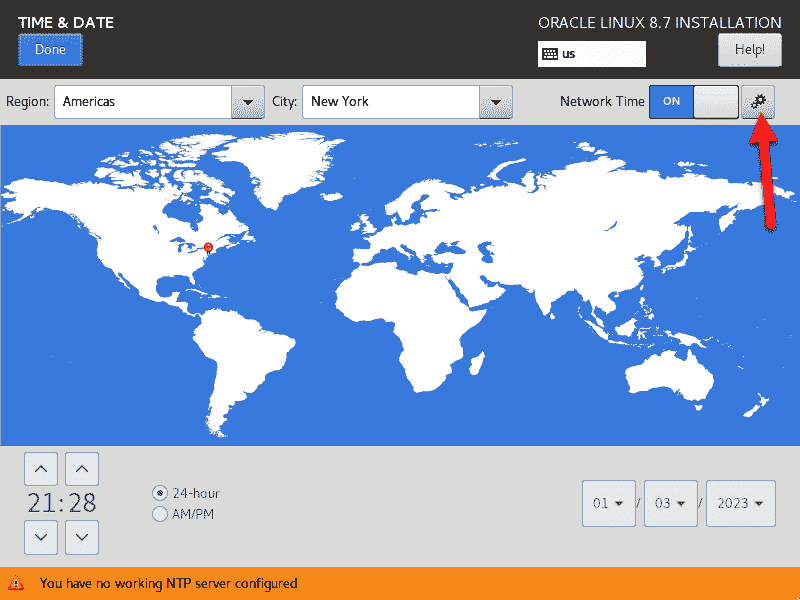 TIME & DATE
ORACLE LINUX 8.7 INSTALLATION
Done
us
Help!
Region:
Americas
City:
New York
Network Time
ON
21:28
24-hour
AM/PM
01 / 03 / 2023
You have no working NTP server configured